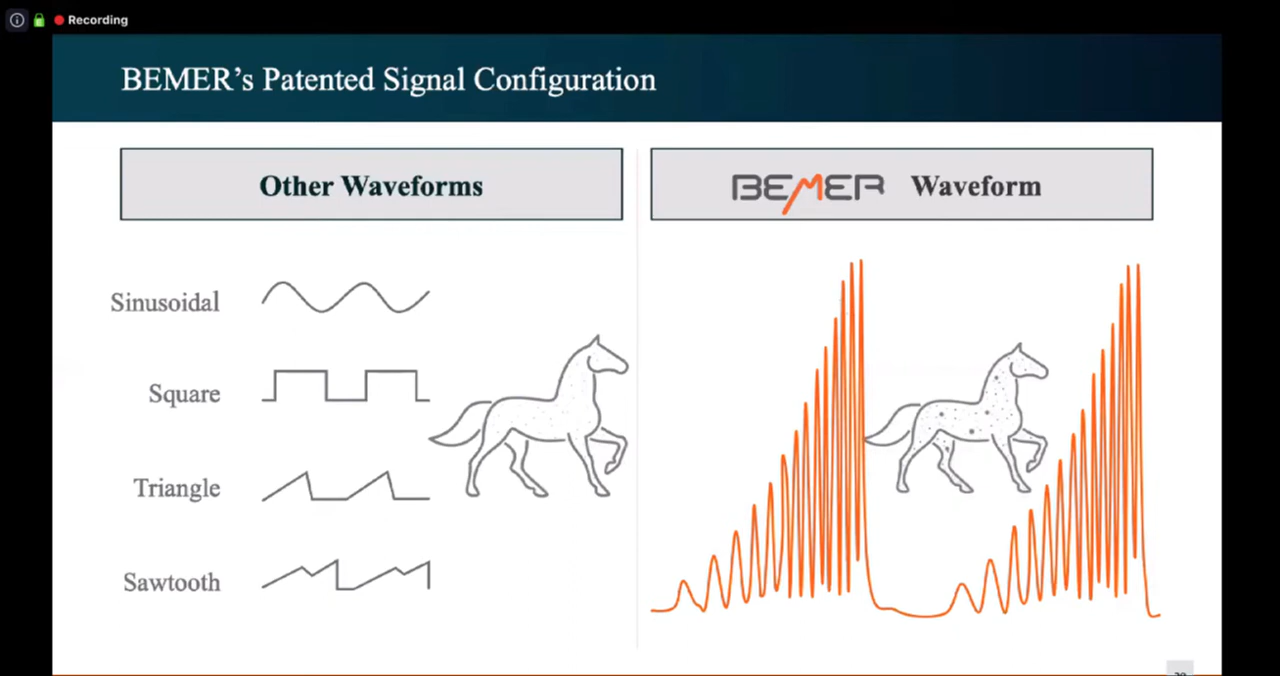 Recording
BEMER's Patented Signal Configuration
Other Waveforms
BEMER Waveform
Sinusoidal
Square
Triangle
Sawtooth